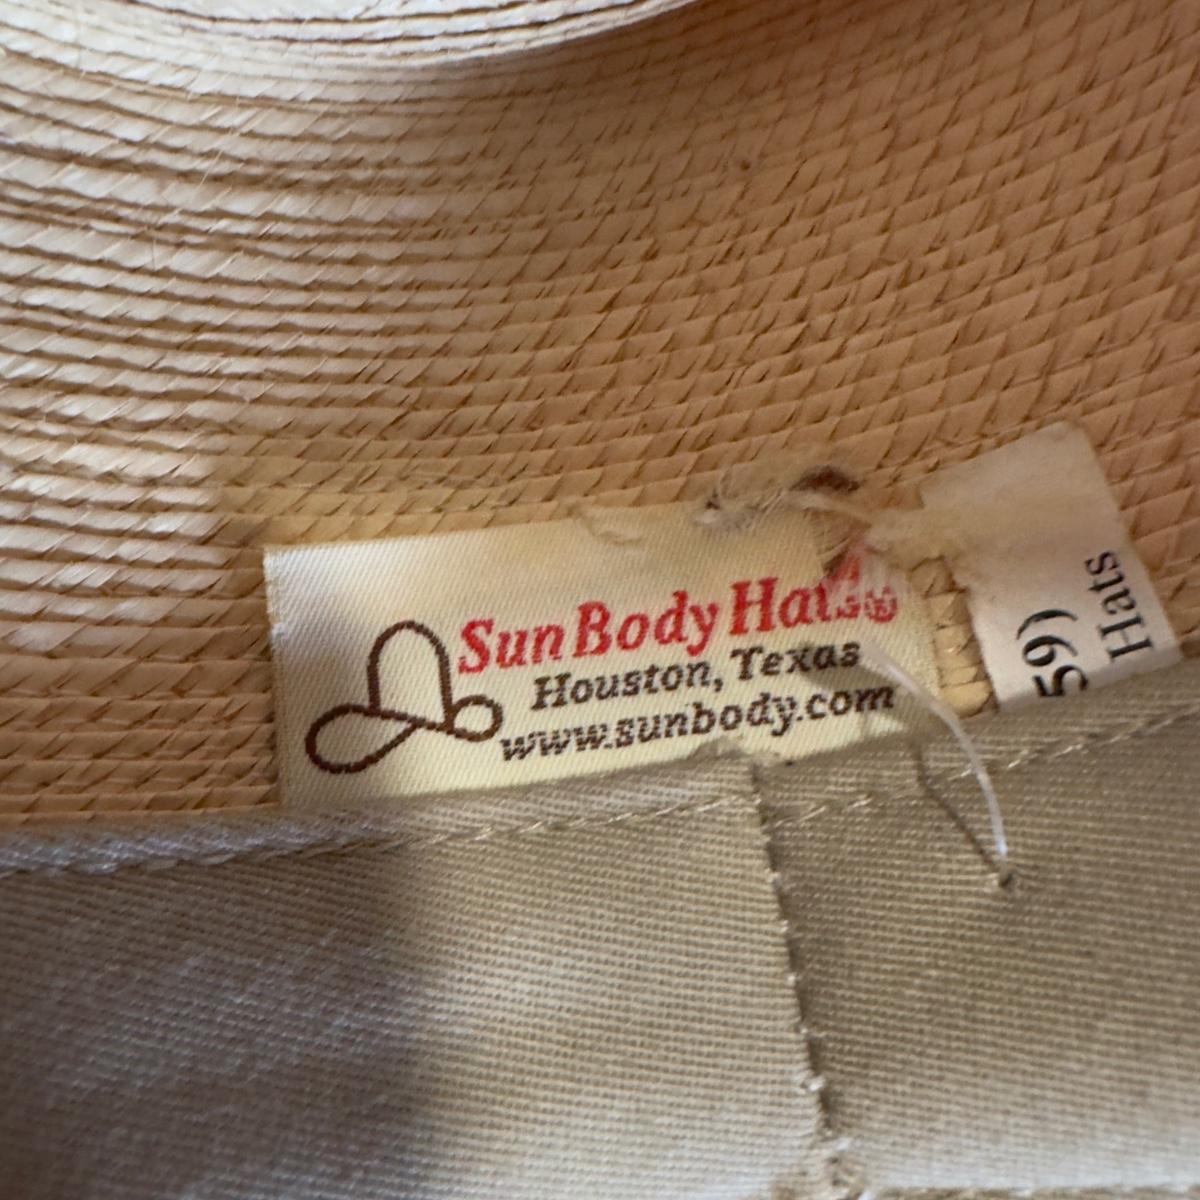 SunBody Hats®
Houston, Texas
www.sunbody.com
59)
Hats